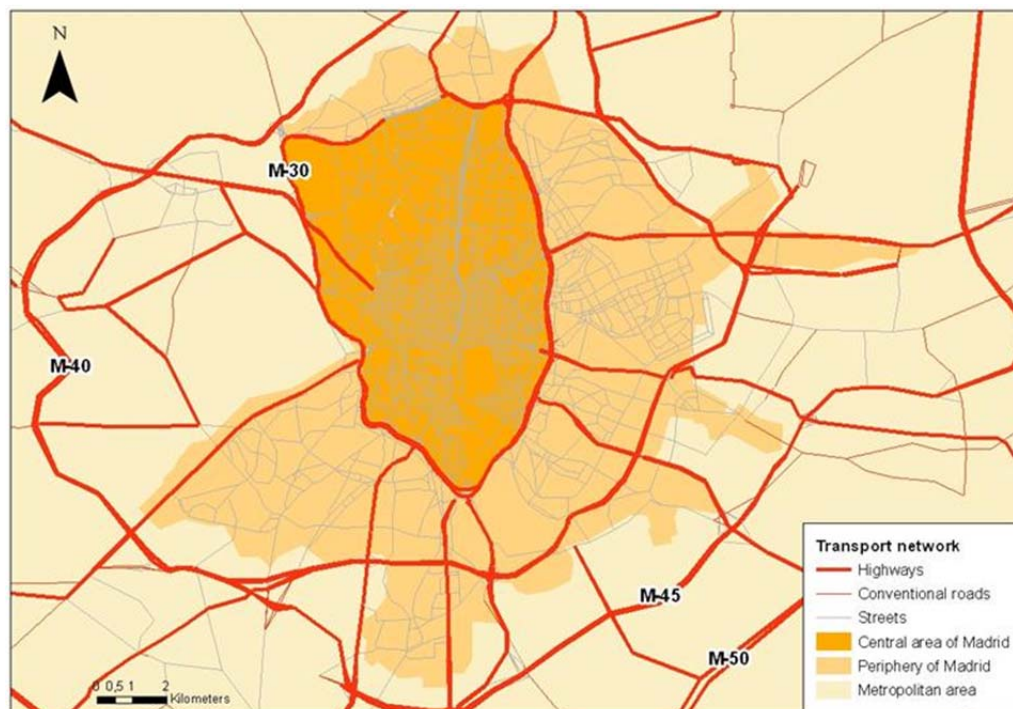 N
M-30
M-40
M-45
M-50
0 0,5 1 2
Kilometers
Transport network
Highways
Conventional roads
Streets
Central area of Madrid
Periphery of Madrid
Metropolitan area